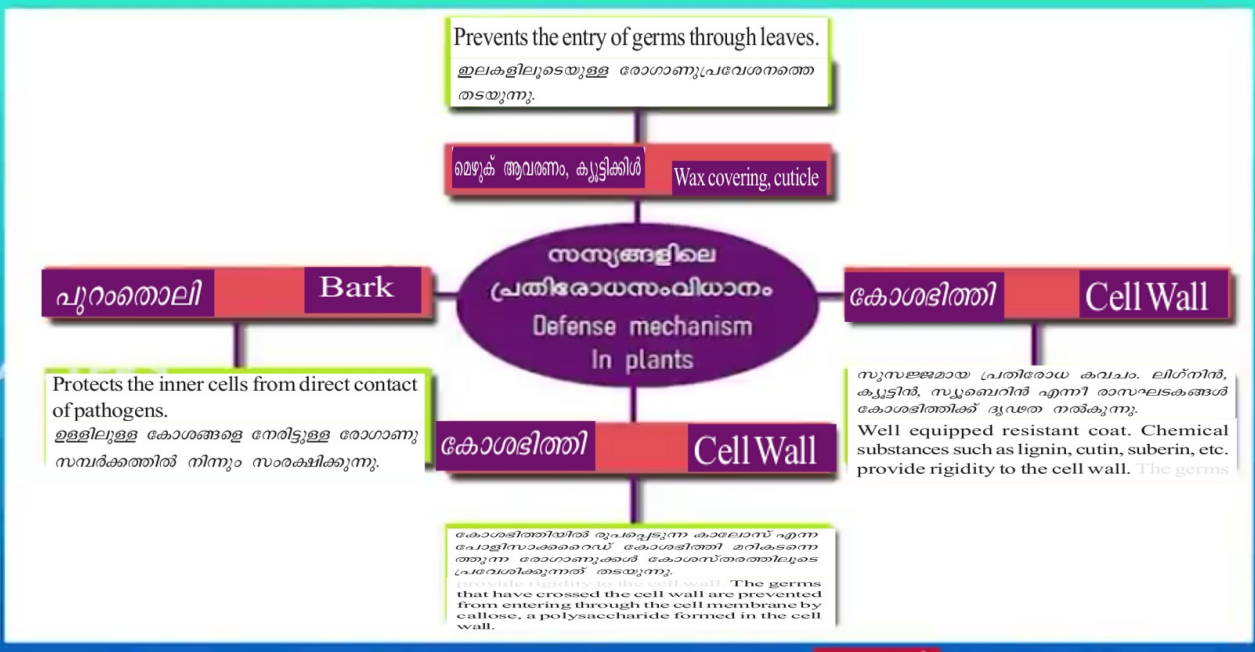 Prevents the entry of germs through leaves.
ഇലകളിലൂടെയുള്ള രോഗാണുപ്രവേശനത്തെ
തടയുന്നു.
മെഴുക് ആവരണം, ക്യൂട്ടിക്കിൾ
Wax covering, cuticle
സസ്യങ്ങളിലെ
പ്രതിരോധസംവിധാനം
Defense mechanism
In plants
പുറംതൊലി
Bark
Protects the inner cells from direct contact
of pathogens.
ഉള്ളിലുള്ള കോശങ്ങളെ നേരിട്ടുള്ള രോഗാണു
സമ്പർക്കത്തിൽ നിന്നും സംരക്ഷിക്കുന്നു.
കോശഭിത്തി
Cell Wall
സുസജ്ജമായ പ്രതിരോധ കവചം. ലിഗ്നിൻ,
ക്യൂട്ടിൻ, സ്യൂബെറിൻ എന്നീ രാസഘടകങ്ങൾ
കോശഭിത്തിക്ക് ദൃഢത നൽകുന്നു.
Well equipped resistant coat. Chemical
substances such as lignin, cutin, suberin, etc.
provide rigidity to the cell wall. The germs
കോശഭിത്തി
Cell Wall
കോശഭിത്തിയിൽ രൂപപ്പെടുന്ന കാലോസ് എന്ന
പോളിസാക്കറൈഡ് കോശഭിത്തി മറികടന്നെ
ത്തുന്ന രോഗാണുക്കൾ കോശസ്തരത്തിലൂടെ
പ്രവേശിക്കുന്നത് തടയുന്നു.
provide rigidity to the cell wall. The germs
that have crossed the cell wall are prevented
from entering through the cell membrane by
callose, a polysaccharide formed in the cell
wall.